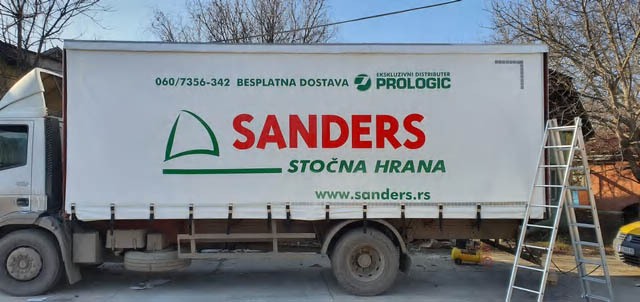 060/7356-342 BESPLATNA DOSTAVA EKSKLUZIVNI DISTRIBUTER
PROLOGIC
SANDERS
STOČNA HRANA
www.sanders.rs